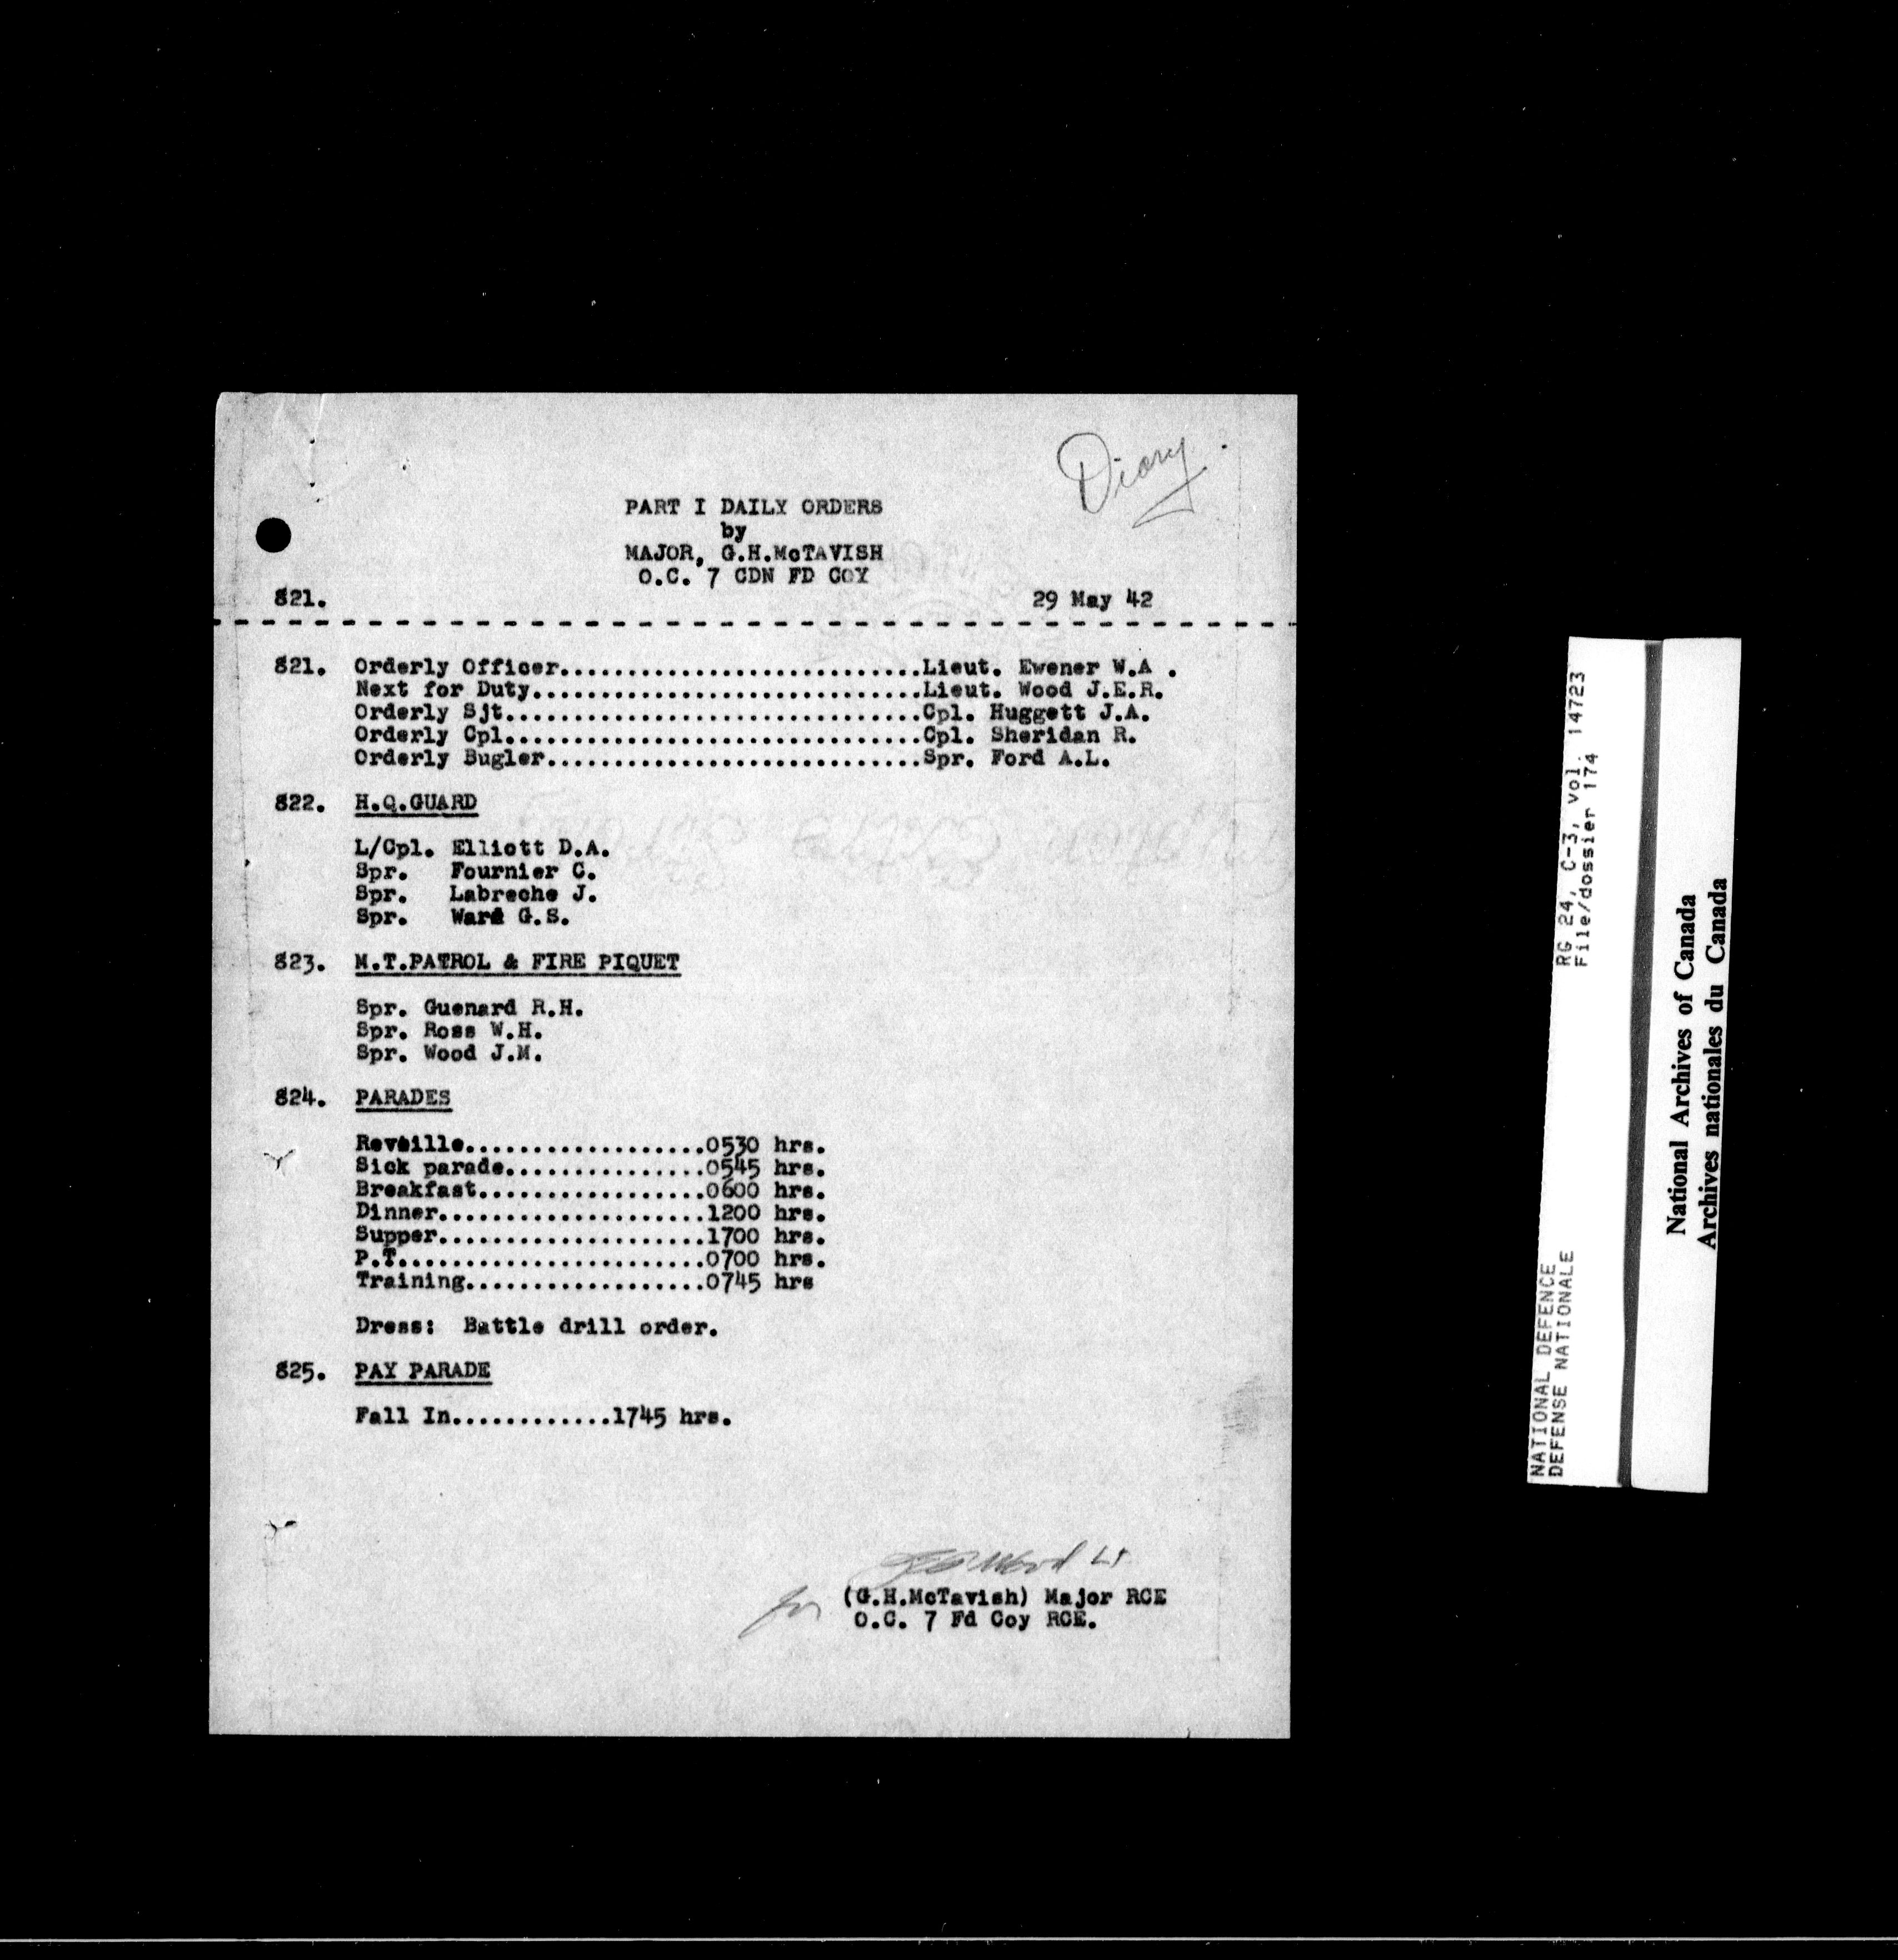 Diary.
PART I DAILY ORDERS
by
MAJOR, G.H.McTAVISH
O.C. 7 CDN FD COY
821. 29 May 42
821. Orderly Officer...........................Lieut. Ewener W.A .
Next for Duty.............................Lieut. Wood J.E.R.
Orderly Sjt...............................Cpl. Huggett J.A.
Orderly Cpl...............................Cpl. Sheridan R.
Orderly Bugler............................Spr. Ford A.L.
822. H.Q.GUARD
L/Cpl. Elliott D.A.
Spr. Fournier C.
Spr. Labreche J.
Spr. Ward G.S.
823. M.T.PATROL & FIRE PIQUET
Spr. Guenard R.H.
Spr. Ross W.H.
Spr. Wood J.M.
824. PARADES
Reveille..................0530 hrs.
Sick parade...............0545 hrs.
Breakfast.................0600 hrs.
Dinner....................1200 hrs.
Supper....................1700 hrs.
P.T.......................0700 hrs.
Training..................0745 hrs
Dress: Battle drill order.
825. PAY PARADE
Fall In............1745 hrs.
Wood Lt
for (G.H.McTavish) Major RCE
O.C. 7 Fd Coy RCE.
NATIONAL DEFENCE RG 24, C-3, vol. 14723
DEFENSE NATIONALE File/dossier 174
National Archives of Canada
Archives nationales du Canada